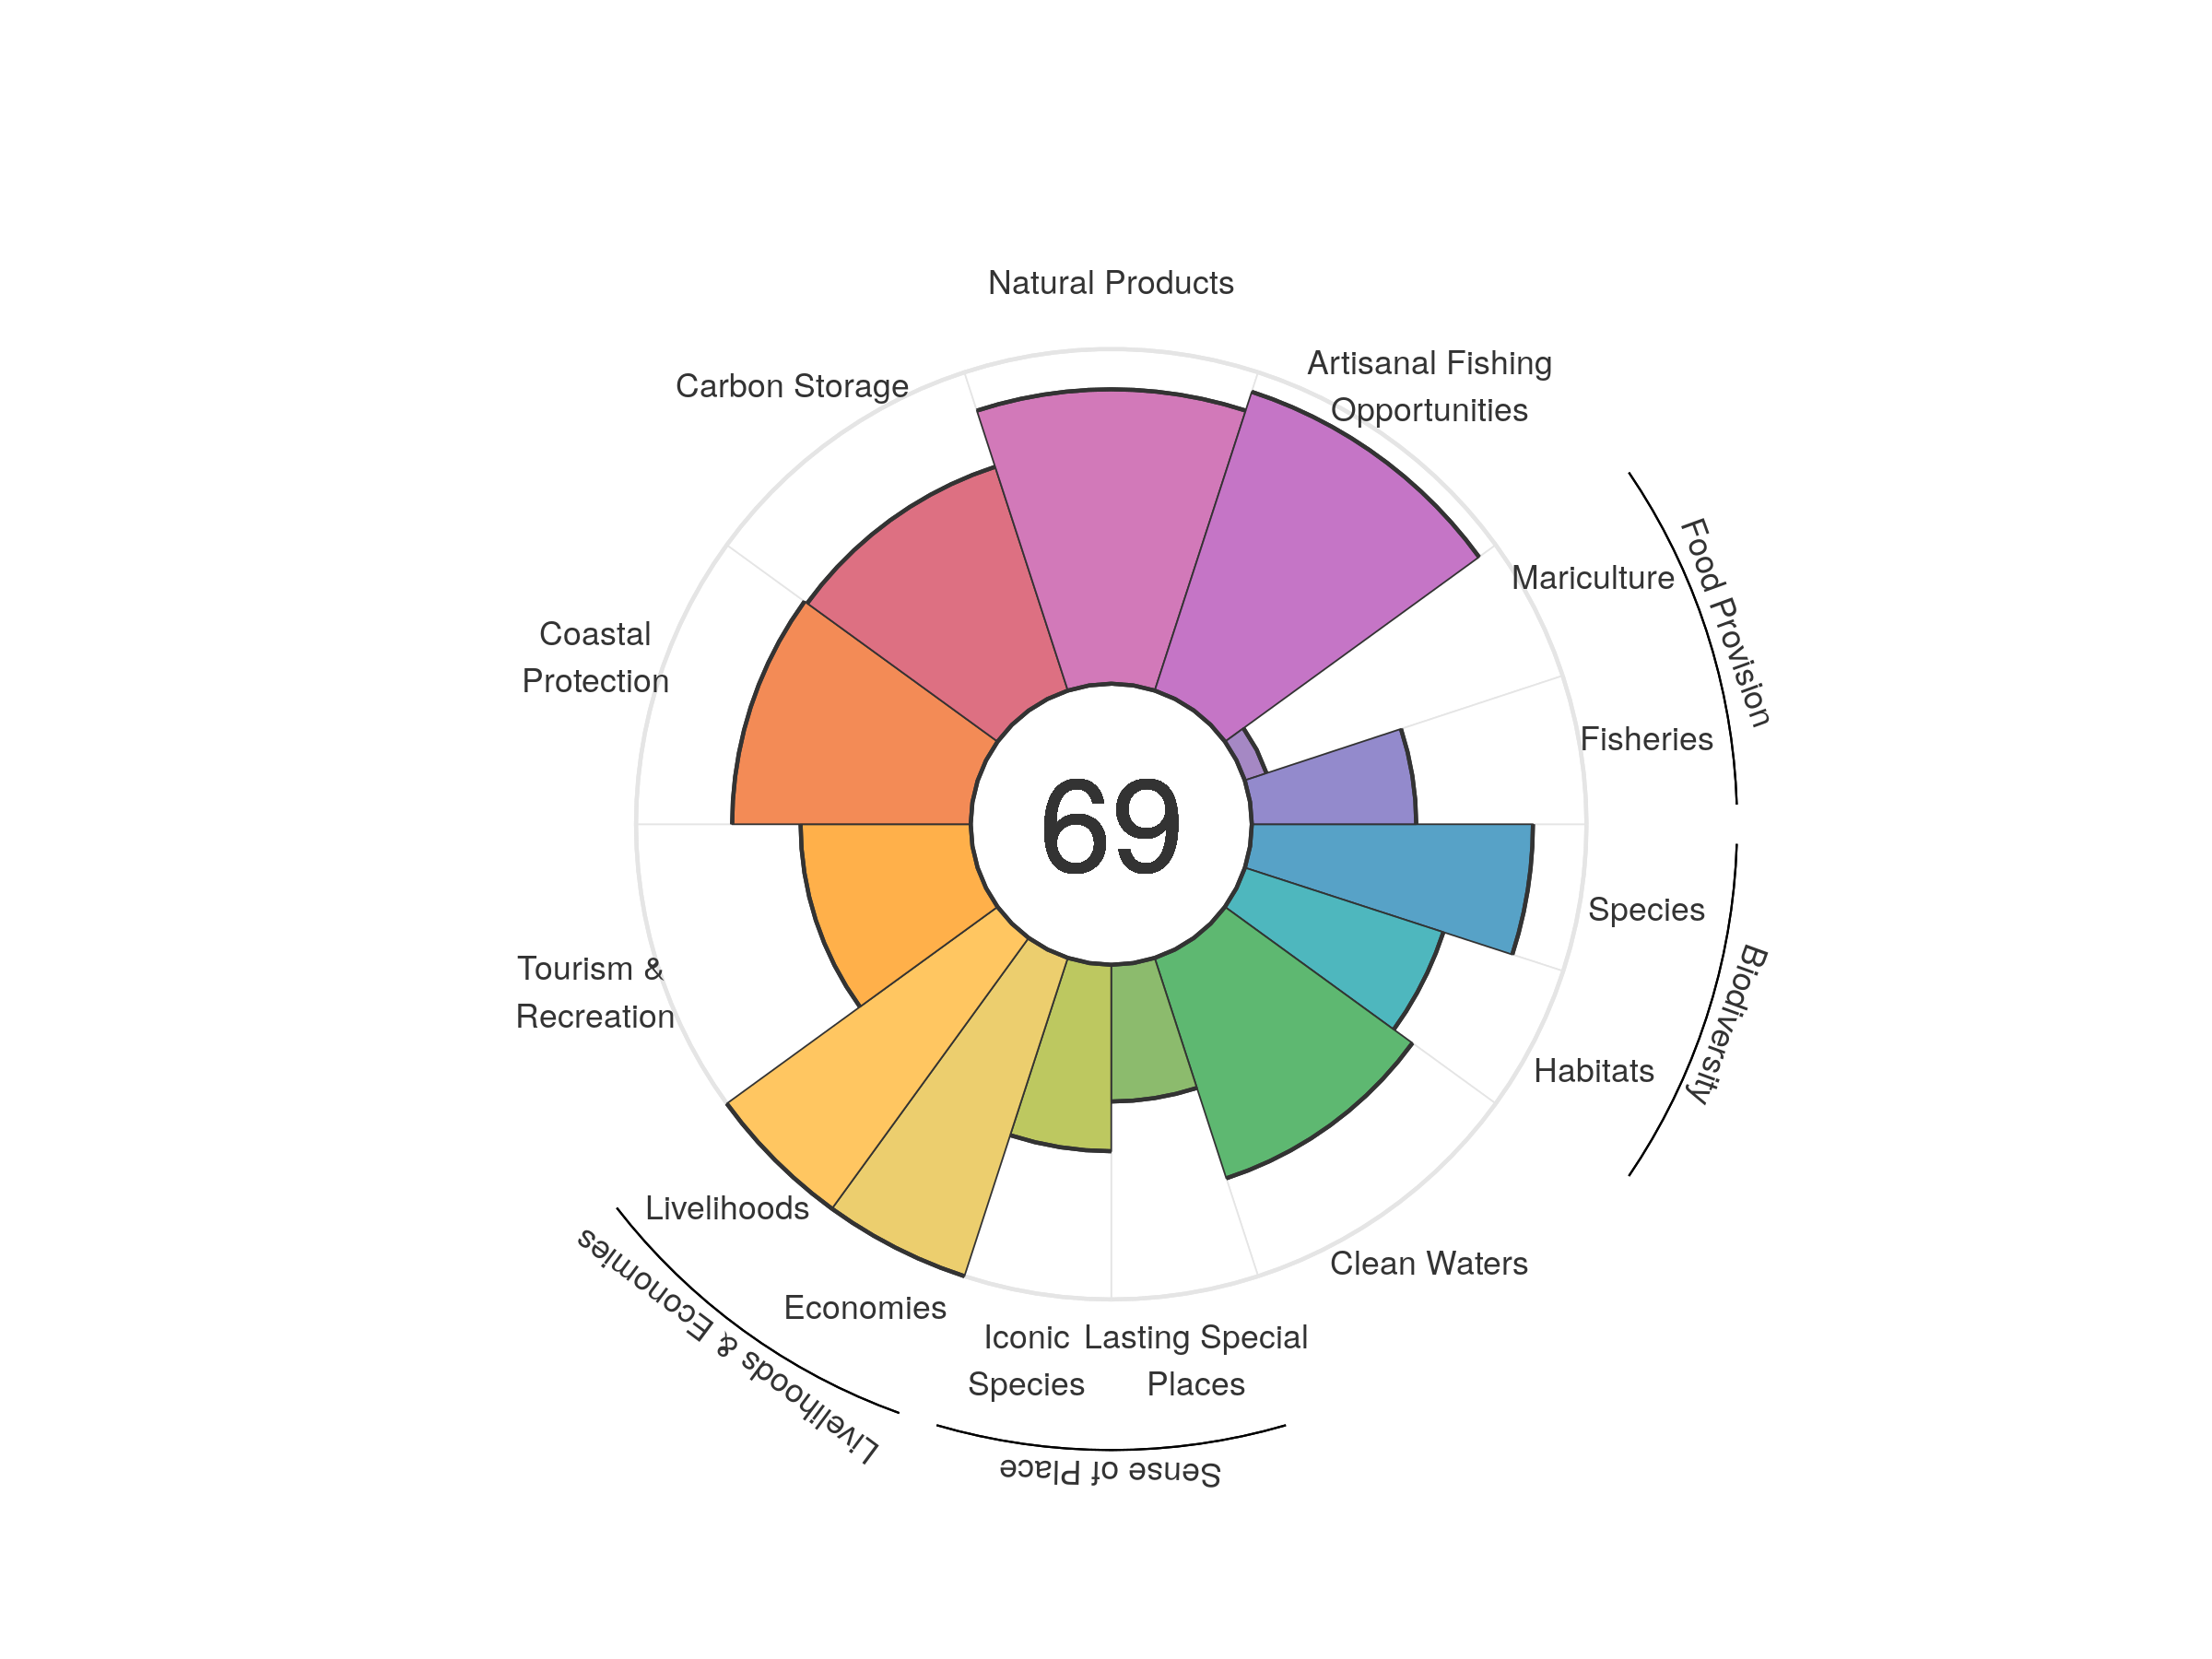 Natural Products
Artisanal Fishing
Opportunities
Carbon Storage
Mariculture
Food Provision
Coastal
Protection
Fisheries
69
Species
Biodiversity
Tourism &
Recreation
Habitats
Livelihoods
Clean Waters
Livelihoods & Economies
Economies
Iconic
Species
Lasting Special
Places
Sense of Place